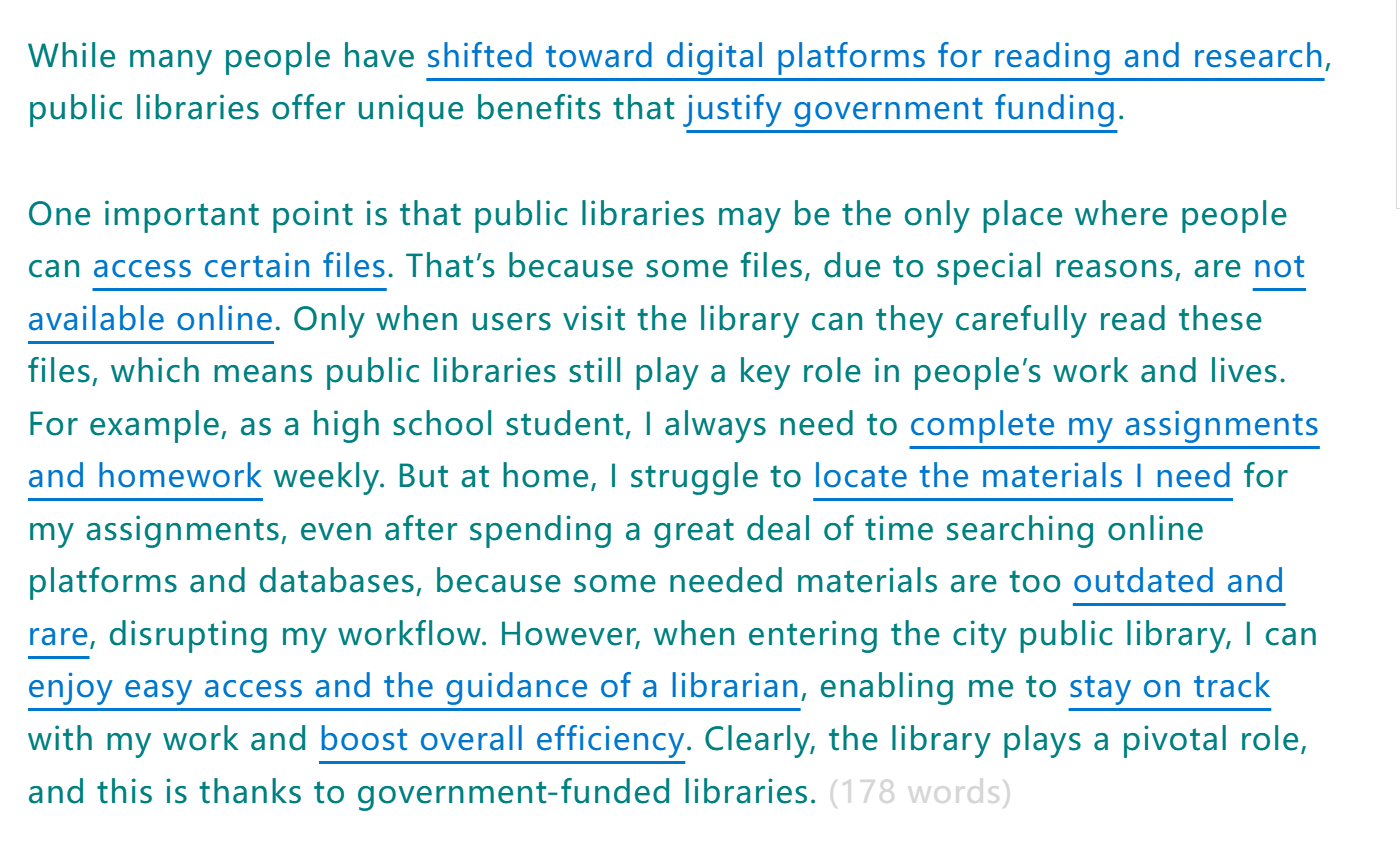 While many people have shifted toward digital platforms for reading and research,
public libraries offer unique benefits that justify government funding.
One important point is that public libraries may be the only place where people
can access certain files. That’s because some files, due to special reasons, are not
available online. Only when users visit the library can they carefully read these
files, which means public libraries still play a key role in people’s work and lives.
For example, as a high school student, I always need to complete my assignments
and homework weekly. But at home, I struggle to locate the materials I need for
my assignments, even after spending a great deal of time searching online
platforms and databases, because some needed materials are too outdated and
rare, disrupting my workflow. However, when entering the city public library, I can
enjoy easy access and the guidance of a librarian, enabling me to stay on track
with my work and boost overall efficiency. Clearly, the library plays a pivotal role,
and this is thanks to government-funded libraries. (178 words)